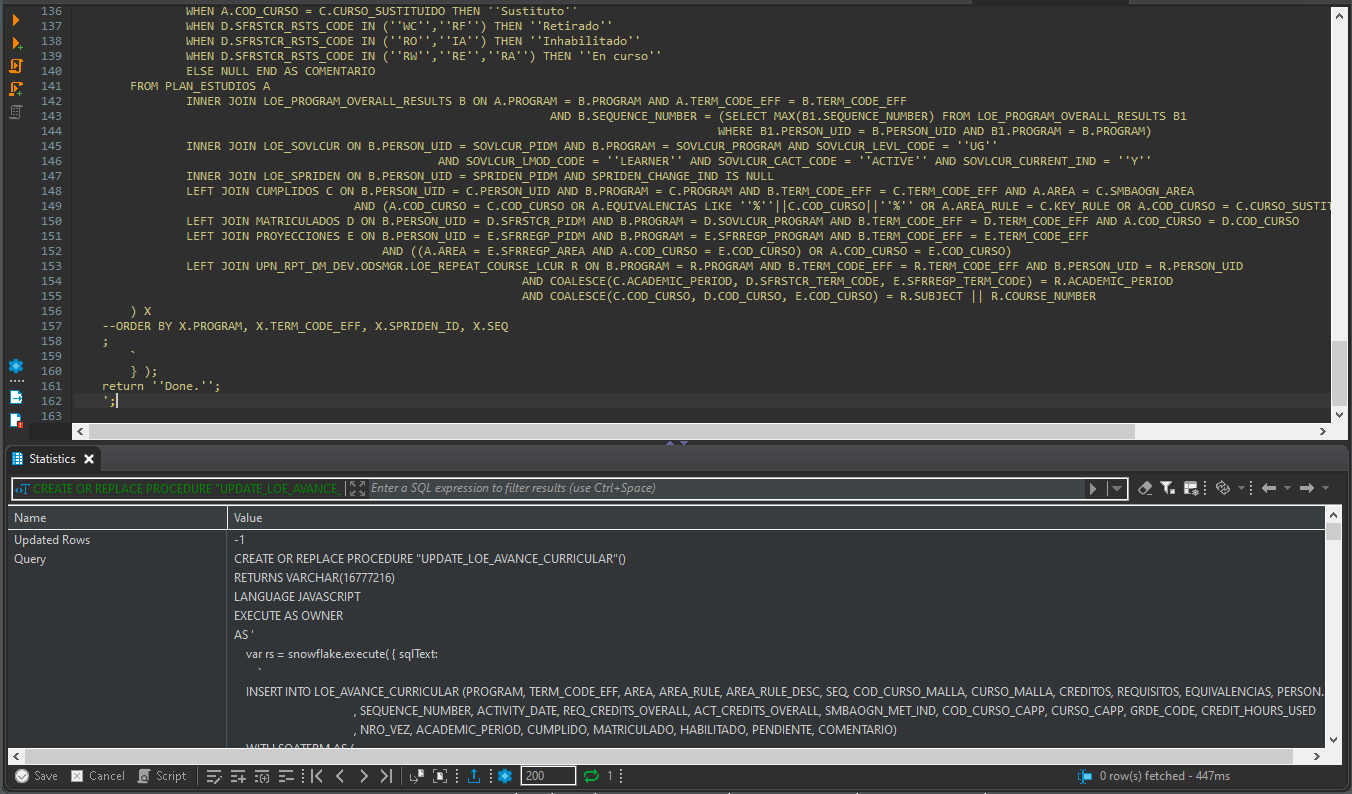 136 WHEN A.COD_CURSO = C.CURSO_SUSTITUIDO THEN ''Sustituto''
137 WHEN D.SFRSTCR_RSTS_CODE IN (''WC'',''RF'') THEN ''Retirado''
138 WHEN D.SFRSTCR_RSTS_CODE IN (''RO'',''IA'') THEN ''Inhabilitado''
139 WHEN D.SFRSTCR_RSTS_CODE IN (''RW'',''RE'',''RA'') THEN ''En curso''
140 ELSE NULL END AS COMENTARIO
141 FROM PLAN_ESTUDIOS A
142 INNER JOIN LOE_PROGRAM_OVERALL_RESULTS B ON A.PROGRAM = B.PROGRAM AND A.TERM_CODE_EFF = B.TERM_CODE_EFF
143 AND B.SEQUENCE_NUMBER = (SELECT MAX(B1.SEQUENCE_NUMBER) FROM LOE_PROGRAM_OVERALL_RESULTS B1
144 WHERE B1.PERSON_UID = B.PERSON_UID AND B1.PROGRAM = B.PROGRAM)
145 INNER JOIN LOE_SOVLCUR ON B.PERSON_UID = SOVLCUR_PIDM AND B.PROGRAM = SOVLCUR_PROGRAM AND SOVLCUR_LEVL_CODE = ''UG''
146 AND SOVLCUR_LMOD_CODE = ''LEARNER'' AND SOVLCUR_CACT_CODE = ''ACTIVE'' AND SOVLCUR_CURRENT_IND = ''Y''
147 INNER JOIN LOE_SPRIDEN ON B.PERSON_UID = SPRIDEN_PIDM AND SPRIDEN_CHANGE_IND IS NULL
148 LEFT JOIN CUMPLIDOS C ON B.PERSON_UID = C.PERSON_UID AND B.PROGRAM = C.PROGRAM AND B.TERM_CODE_EFF = C.TERM_CODE_EFF AND A.AREA = C.SMBAOGN_AREA
149 AND (A.COD_CURSO = C.COD_CURSO OR A.EQUIVALENCIAS LIKE ''%''||C.COD_CURSO||''%'' OR A.AREA_RULE = C.KEY_RULE OR A.COD_CURSO = C.CURSO_SUSTIT
150 LEFT JOIN MATRICULADOS D ON B.PERSON_UID = D.SFRSTCR_PIDM AND B.PROGRAM = D.SOVLCUR_PROGRAM AND B.TERM_CODE_EFF = D.TERM_CODE_EFF AND A.COD_CURSO = D.COD_CURSO
151 LEFT JOIN PROYECCIONES E ON B.PERSON_UID = E.SFRREGP_PIDM AND B.PROGRAM = E.SFRREGP_PROGRAM AND B.TERM_CODE_EFF = E.TERM_CODE_EFF
152 AND ((A.AREA = E.SFRREGP_AREA AND A.COD_CURSO = E.COD_CURSO) OR A.COD_CURSO = E.COD_CURSO)
153 LEFT JOIN UPN_RPT_DM_DEV.ODSMGR.LOE_REPEAT_COURSE_LCUR R ON B.PROGRAM = R.PROGRAM AND B.TERM_CODE_EFF = R.TERM_CODE_EFF AND B.PERSON_UID = R.PERSON_UID
154 AND COALESCE(C.ACADEMIC_PERIOD, D.SFRSTCR_TERM_CODE, E.SFRREGP_TERM_CODE) = R.ACADEMIC_PERIOD
155 AND COALESCE(C.COD_CURSO, D.COD_CURSO, E.COD_CURSO) = R.SUBJECT || R.COURSE_NUMBER
156 ) X
157 --ORDER BY X.PROGRAM, X.TERM_CODE_EFF, X.SPRIDEN_ID, X.SEQ
158 ;
159 `
160 } );
161 return ''Done.'';
162 ';
163
Statistics
CREATE OR REPLACE PROCEDURE "UPDATE_LOE_AVANCE_ Enter a SQL expression to filter results (use Ctrl+Space)
Name Value
Updated Rows -1
Query CREATE OR REPLACE PROCEDURE "UPDATE_LOE_AVANCE_CURRICULAR"()
RETURNS VARCHAR(16777216)
LANGUAGE JAVASCRIPT
EXECUTE AS OWNER
AS '
var rs = snowflake.execute( { sqlText:
`
INSERT INTO LOE_AVANCE_CURRICULAR (PROGRAM, TERM_CODE_EFF, AREA, AREA_RULE, AREA_RULE_DESC, SEQ, COD_CURSO_MALLA, CURSO_MALLA, CREDITOS, REQUISITOS, EQUIVALENCIAS, PERSON.
, SEQUENCE_NUMBER, ACTIVITY_DATE, REQ_CREDITS_OVERALL, ACT_CREDITS_OVERALL, SMBAOGN_MET_IND, COD_CURSO_CAPP, CURSO_CAPP, GRDE_CODE, CREDIT_HOURS_USED
, NRO_VEZ, ACADEMIC_PERIOD, CUMPLIDO, MATRICULADO, HABILITADO, PENDIENTE, COMENTARIO)
WITH SOATERM AS (
Save Cancel Script 200 1 0 row(s) fetched - 447ms